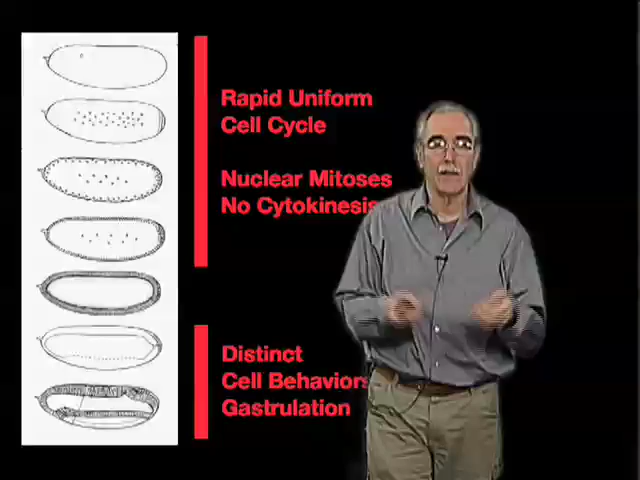 Rapid Uniform
Cell Cycle
Nuclear Mitoses
No Cytokinesis
Distinct
Cell Behaviors
Gastrulation